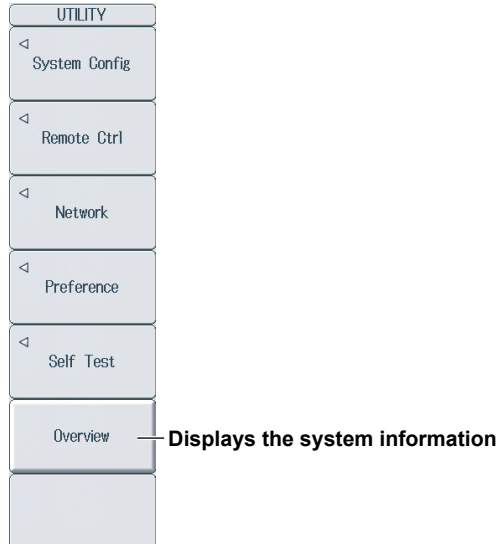 UTILITY
System Config
Remote Ctrl
Network
Preference
Self Test
Overview
Displays the system information